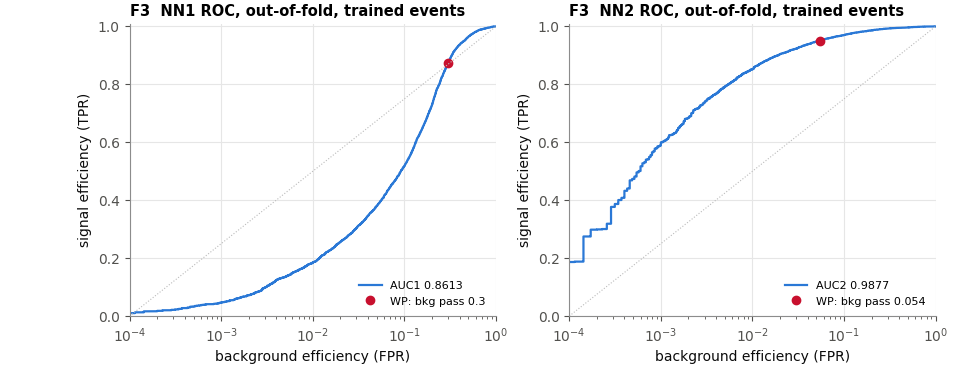 F3  NN1 ROC, out-of-fold, trained events
signal efficiency (TPR)
1.0
0.8
0.6
0.4
0.2
0.0
AUC1 0.8613
WP: bkg pass 0.3
10⁻⁴ 10⁻³ 10⁻² 10⁻¹ 10⁰
background efficiency (FPR)
F3  NN2 ROC, out-of-fold, trained events
signal efficiency (TPR)
1.0
0.8
0.6
0.4
0.2
0.0
AUC2 0.9877
WP: bkg pass 0.054
10⁻⁴ 10⁻³ 10⁻² 10⁻¹ 10⁰
background efficiency (FPR)